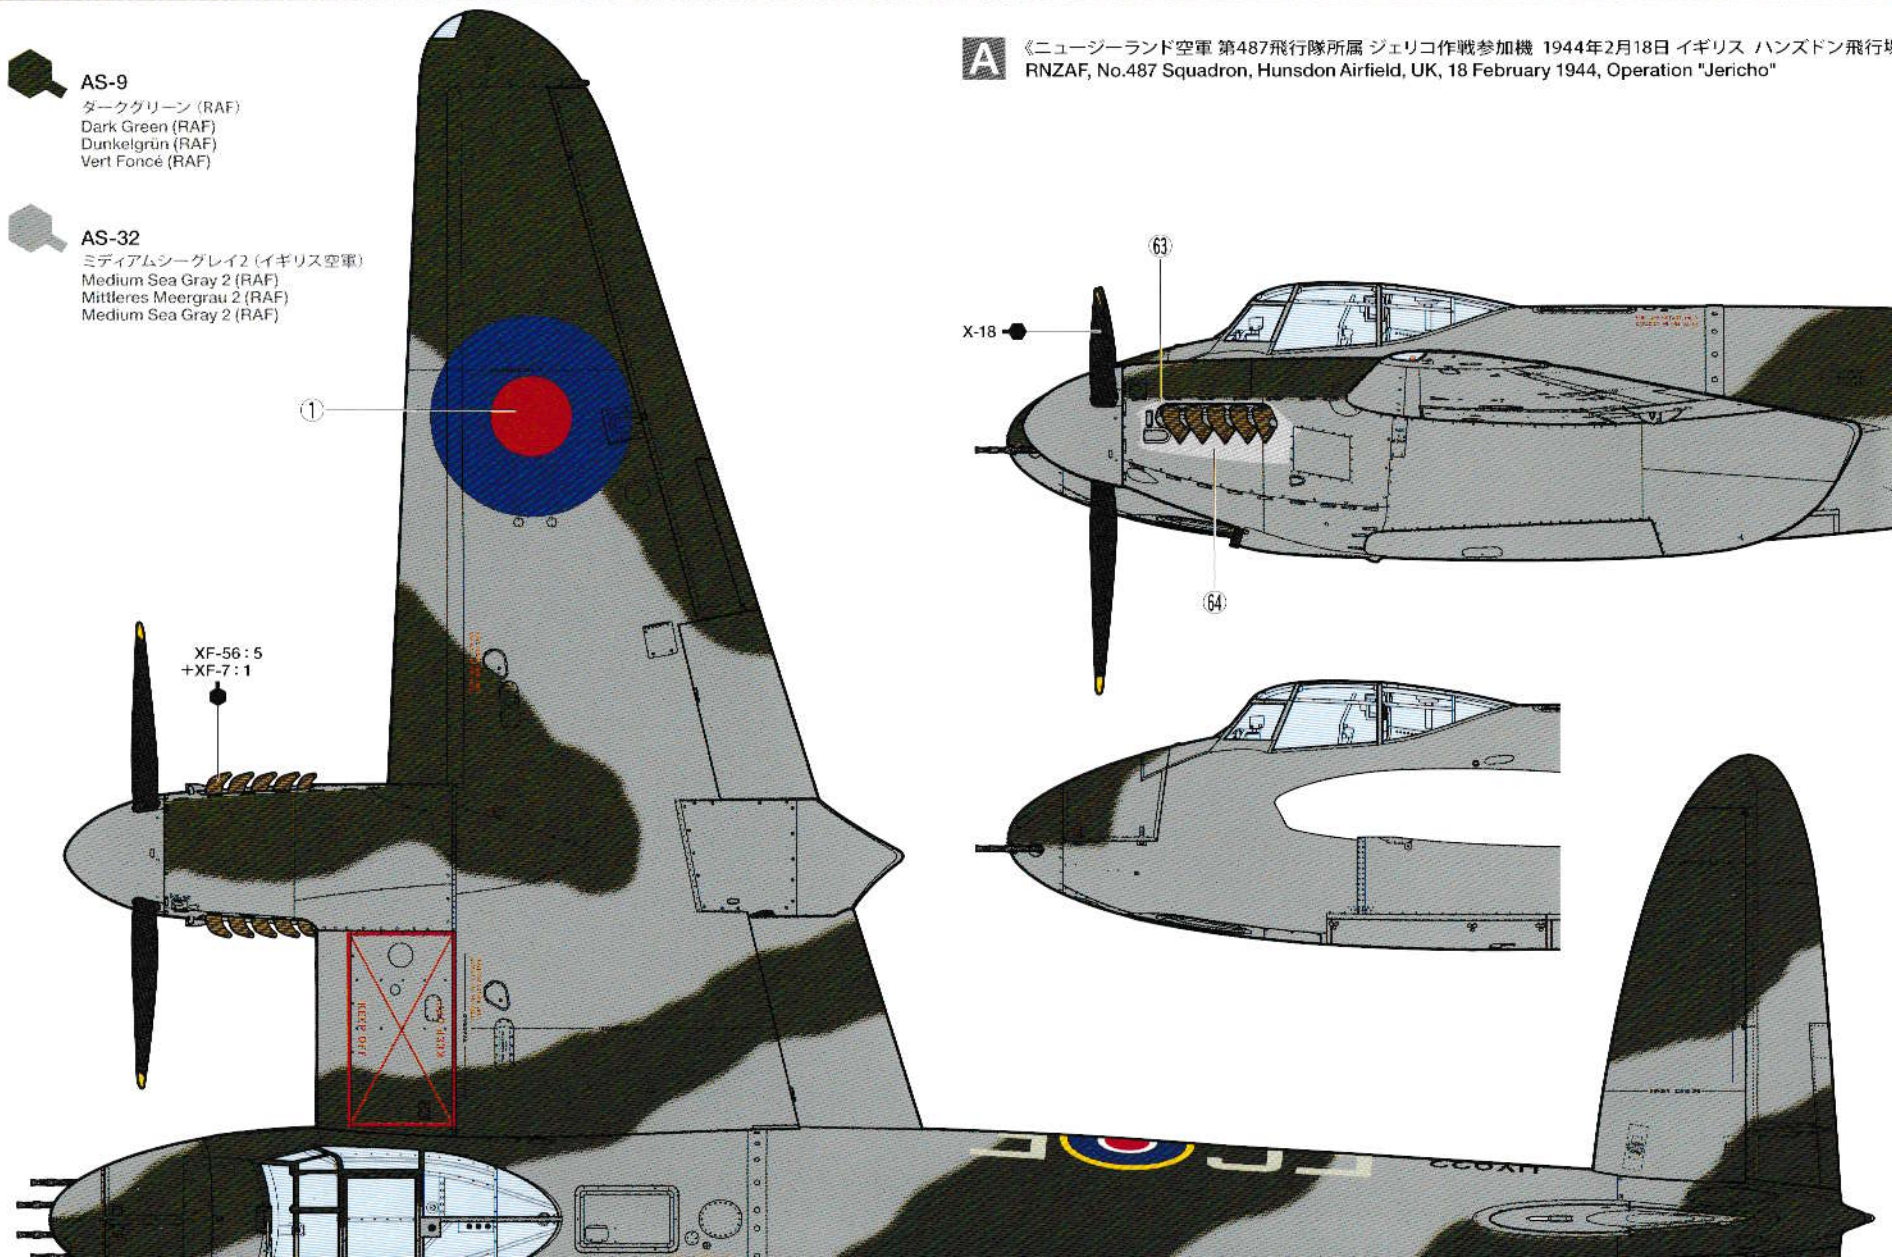 AS-9
ダークグリーン (RAF)
Dark Green (RAF)
Dunkelgrün (RAF)
Vert Foncé (RAF)
AS-32
ミディアムシーグレイ2 (イギリス空軍)
Medium Sea Gray 2 (RAF)
Mittleres Meergrau 2 (RAF)
Medium Sea Gray 2 (RAF)
A
《ニュージーランド空軍 第487飛行隊所属 ジェリコ作戦参加機 1944年2月18日 イギリス ハンズドン飛行場
RNZAF, No.487 Squadron, Hunsdon Airfield, UK, 18 February 1944, Operation "Jericho"
63
X-18
1
64
XF-56 : 5
+XF-7 : 1
KEEP OFF
KEEP OFF